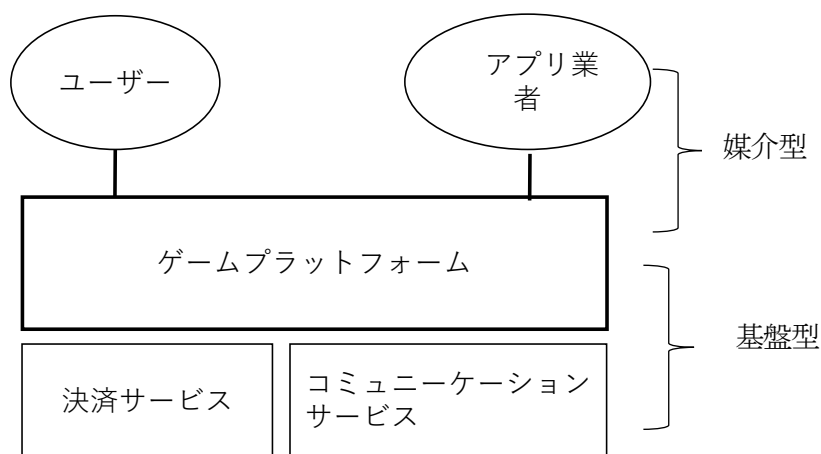 ユーザー
アプリ業
者
媒介型
ゲームプラットフォーム
基盤型
決済サービス
コミュニーケーション
サービス